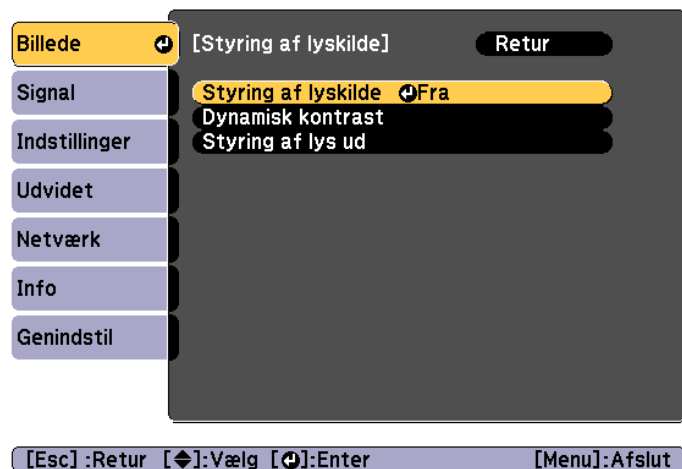 Billede
[Styring af lyskilde] Retur
Signal
Styring af lyskilde Fra
Dynamisk kontrast
Styring af lys ud
Indstillinger
Udvidet
Netværk
Info
Genindstil
[Esc] :Retur [ ]:Vælg [ ]:Enter [Menu]:Afslut